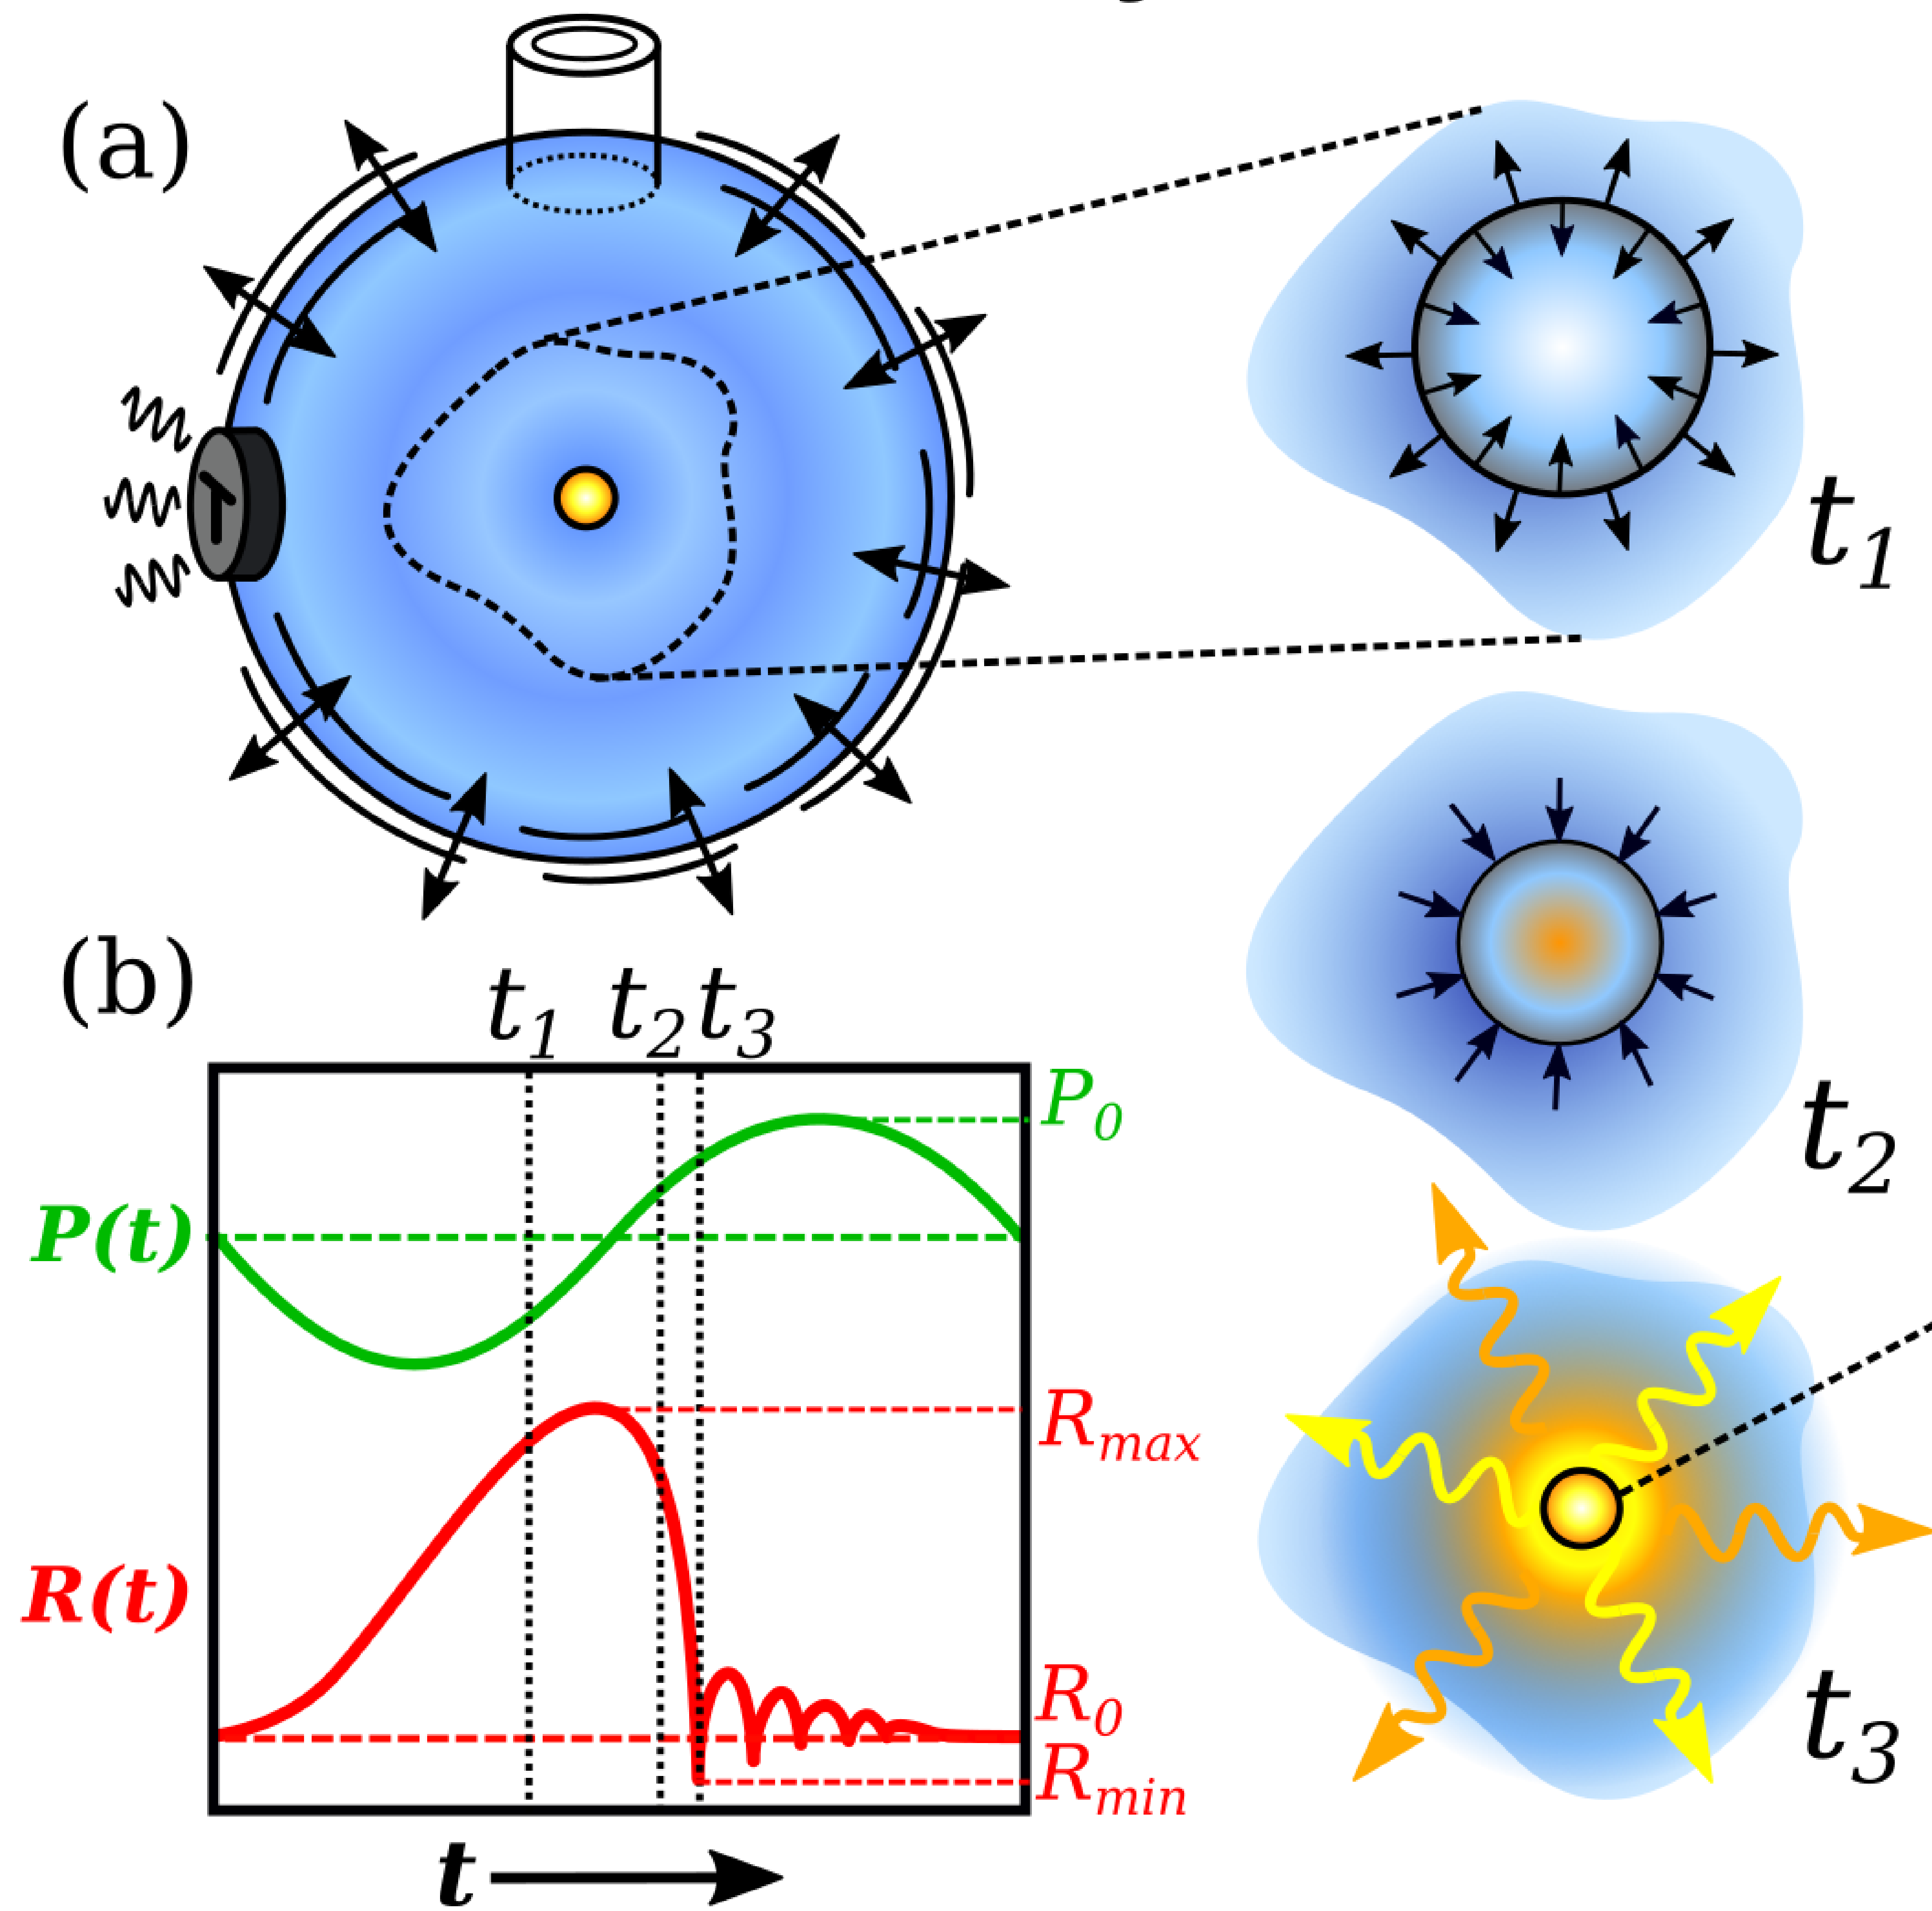 (a)
t1
t2
t3
(b)
t1 t2 t3
P0
P(t)
Rmax
R(t)
R0
Rmin
t